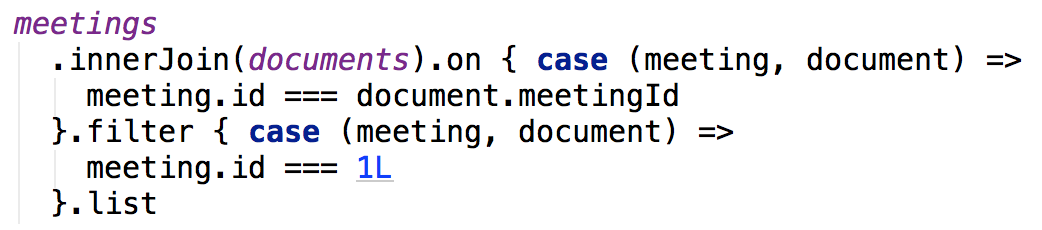 meetings
  .innerJoin(documents).on { case (meeting, document) =>
    meeting.id === document.meetingId
  }.filter { case (meeting, document) =>
    meeting.id === 1L
  }.list